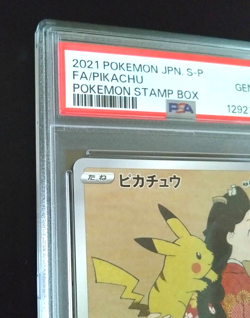 2021 POKEMON JPN. S-P
FA/PIKACHU
GEM
POKEMON STAMP BOX
PSA
1292
たね ピカチュウ